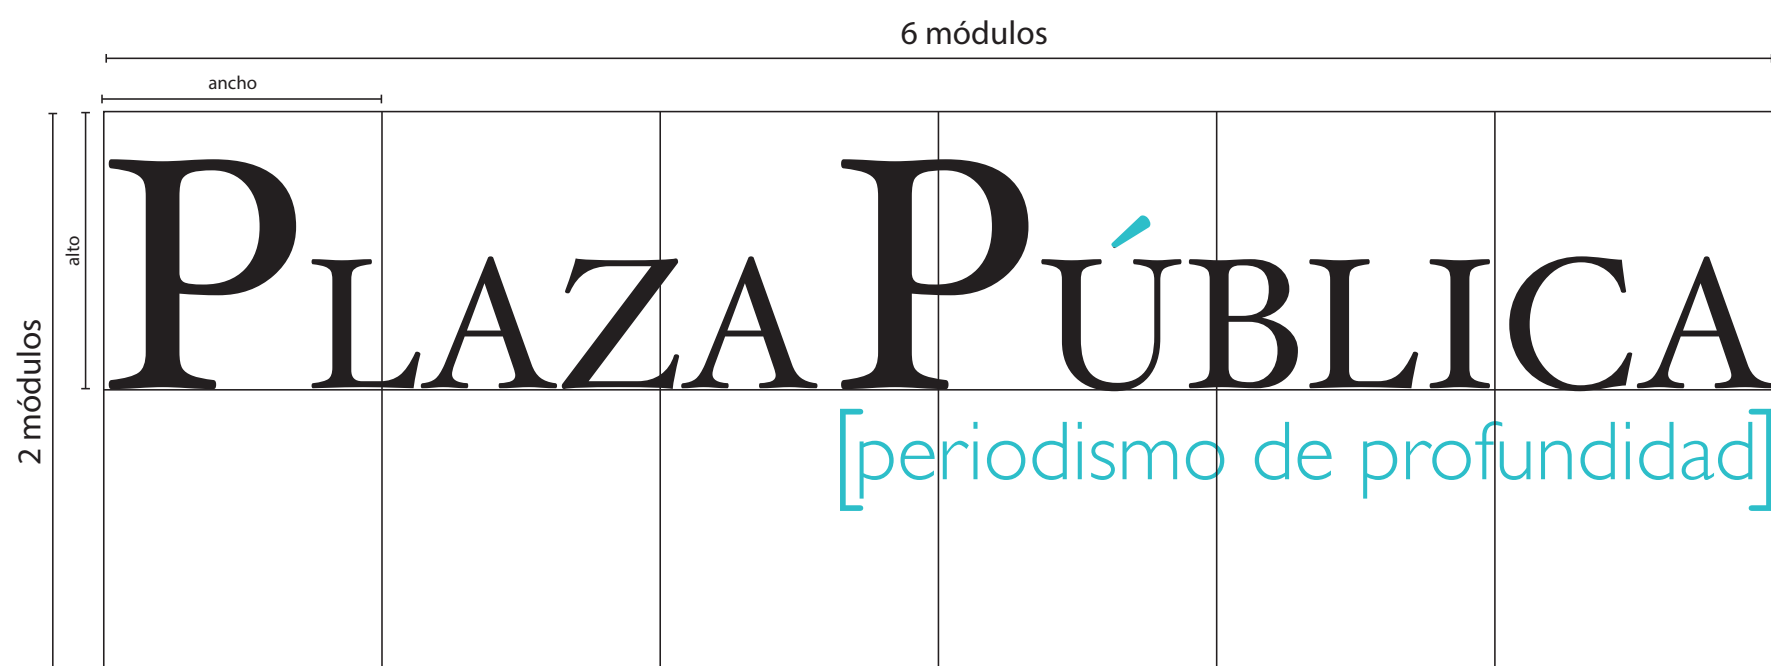 6 módulos
ancho
alto
2 módulos
PLAZA PÚBLICA
[periodismo de profundidad]